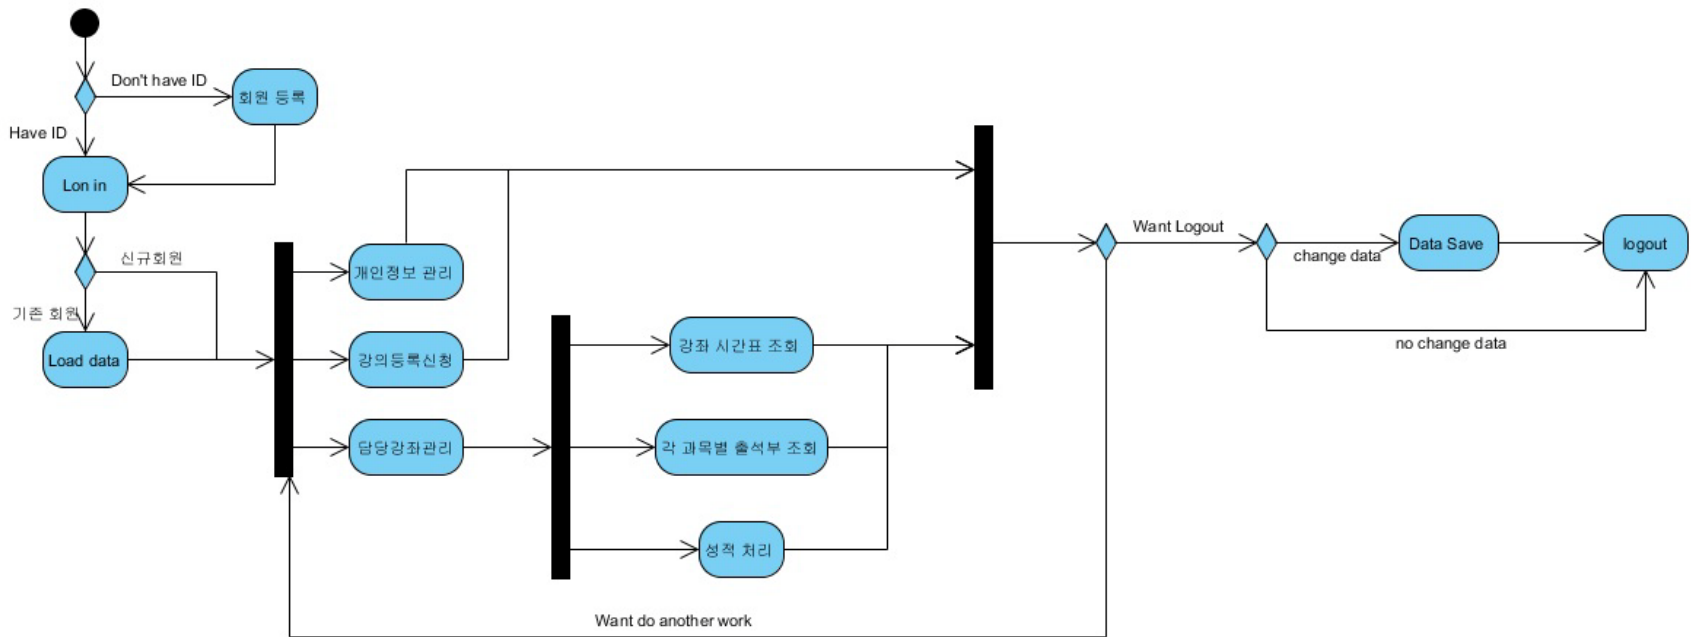 Don't have ID
회원 등록
Have ID
Lon in
신규회원
기존 회원
Load data
개인정보 관리
강의등록신청
담당강좌관리
강좌 시간표 조회
각 과목별 출석부 조회
성적 처리
Want do another work
Want Logout
change data
Data Save
logout
no change data